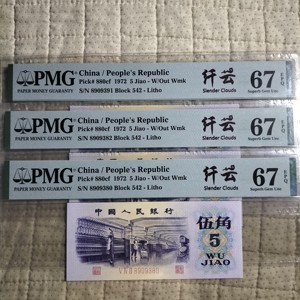 PMG
PAPER MONEY GUARANTY
China / People's Republic
Pick# 880cf 1972 5 Jiao - W/Out Wmk
S/N 8909391 Block 542 - Litho
纤云
Slender Clouds
67
EPQ
Superb Gem Unc
PMG
PAPER MONEY GUARANTY
China / People's Republic
Pick# 880cf 1972 5 Jiao - W/Out Wmk
S/N 8909382 Block 542 - Litho
纤云
Slender Clouds
67
EPQ
Superb Gem Unc
PMG
PAPER MONEY GUARANTY
China / People's Republic
Pick# 880cf 1972 5 Jiao - W/Out Wmk
S/N 8909380 Block 542 - Litho
纤云
Slender Clouds
67
EPQ
Superb Gem Unc
中国人民银行
伍角
5
WU
JIAO
8909380